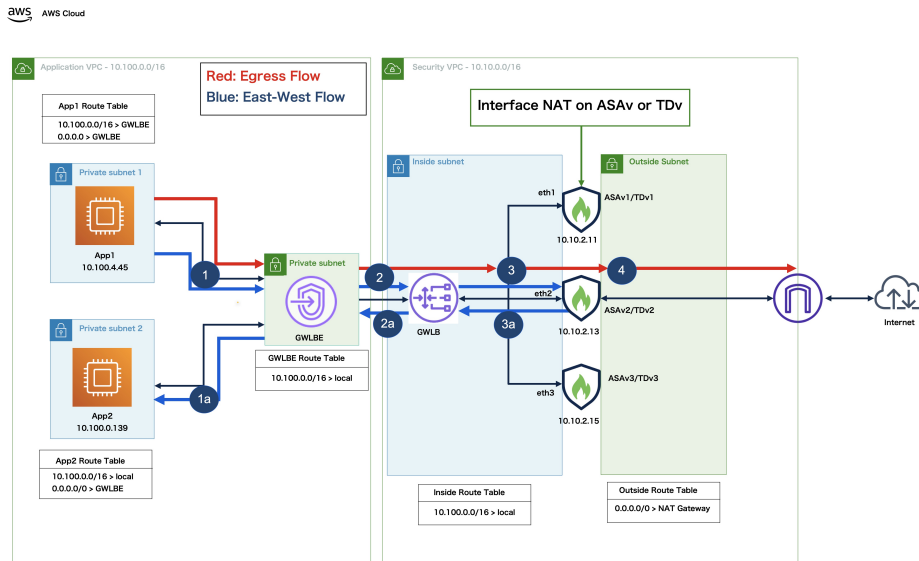 aws
AWS Cloud
Application VPC - 10.100.0.0/16
Security VPC - 10.10.0.0/16
Red: Egress Flow
Blue: East-West Flow
App1 Route Table
10.100.0.0/16 > GWLBE
0.0.0.0 > GWLBE
Interface NAT on ASAv or TDv
Private subnet 1
App1
10.100.4.45
Inside subnet
Outside Subnet
eth1
ASAv1/TDv1
10.10.2.11
Private subnet
GWLBE
1
2
3
4
GWLB
2a
3a
eth2
ASAv2/TDv2
10.10.2.13
Internet
Private subnet 2
App2
10.100.0.139
1a
GWLBE Route Table
10.100.0.0/16 > local
eth3
ASAv3/TDv3
10.10.2.15
App2 Route Table
10.100.0.0/16 > local
0.0.0.0/0 > GWLBE
Inside Route Table
10.100.0.0/16 > local
Outside Route Table
0.0.0.0/0 > NAT Gateway